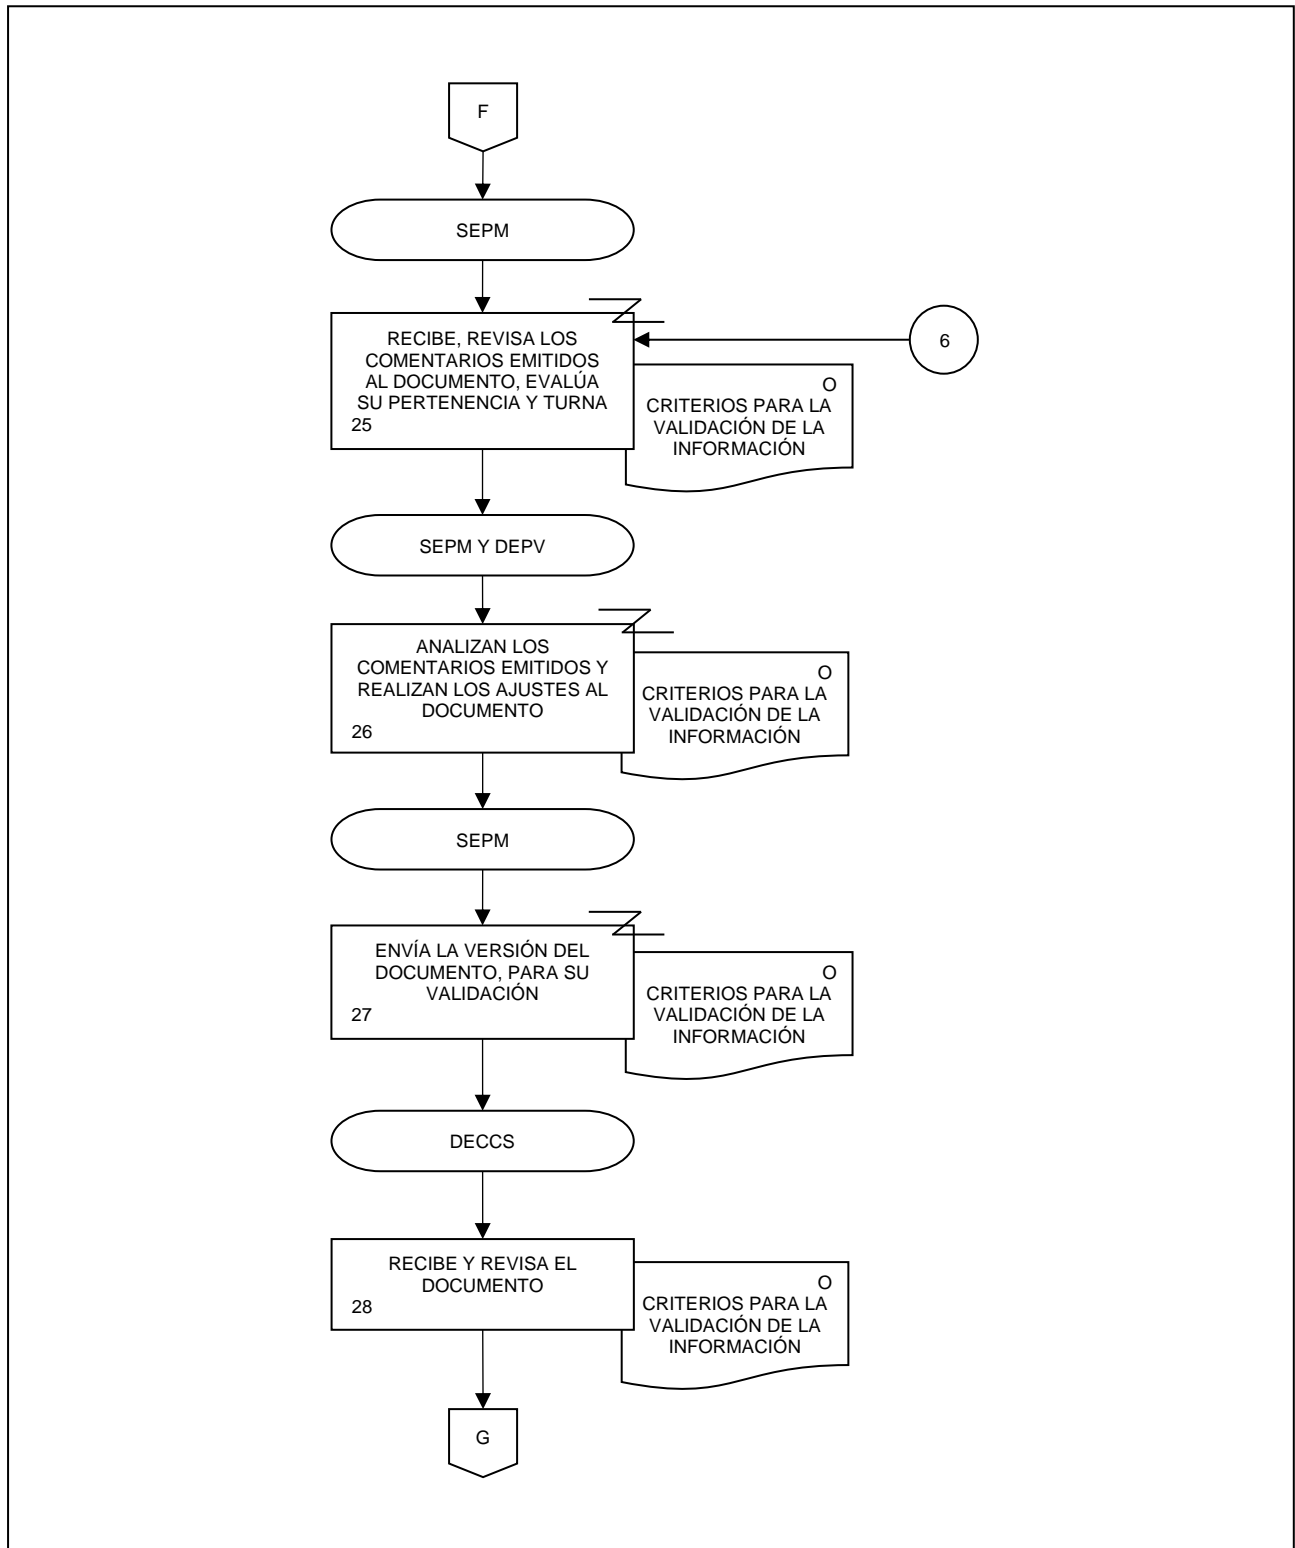 F
SEPM
RECIBE, REVISA LOS
COMENTARIOS EMITIDOS
AL DOCUMENTO, EVALÚA
SU PERTENENCIA Y TURNA
25
6
O
CRITERIOS PARA LA
VALIDACIÓN DE LA
INFORMACIÓN
SEPM Y DEPV
ANALIZAN LOS
COMENTARIOS EMITIDOS Y
REALIZAN LOS AJUSTES AL
DOCUMENTO
26
O
CRITERIOS PARA LA
VALIDACIÓN DE LA
INFORMACIÓN
SEPM
ENVÍA LA VERSIÓN DEL
DOCUMENTO, PARA SU
VALIDACIÓN
27
O
CRITERIOS PARA LA
VALIDACIÓN DE LA
INFORMACIÓN
DECCS
RECIBE Y REVISA EL
DOCUMENTO
28
O
CRITERIOS PARA LA
VALIDACIÓN DE LA
INFORMACIÓN
G